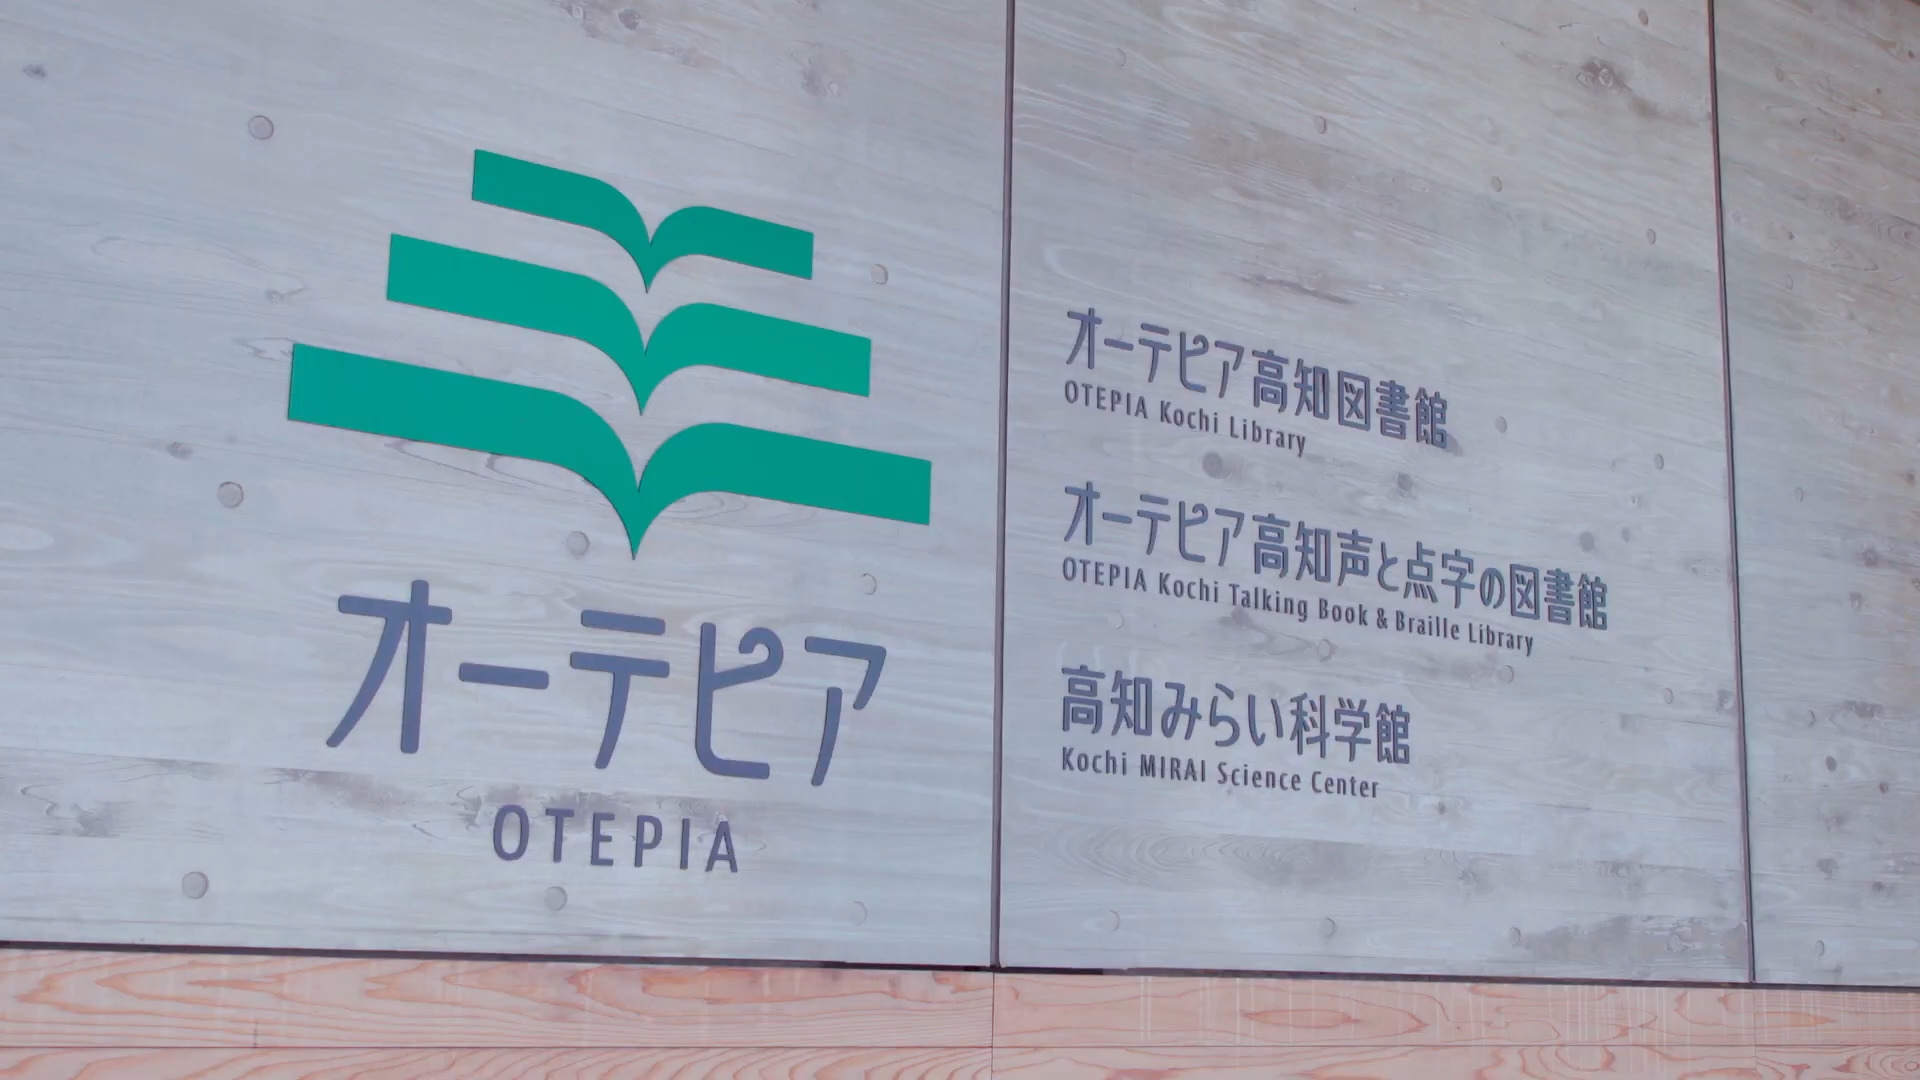 オーテピア
OTEPIA
オーテピア高知図書館
OTEPIA Kochi Library
オーテピア高知声と点字の図書館
OTEPIA Kochi Talking Book & Braille Library
高知みらい科学館
Kochi MIRAI Science Center